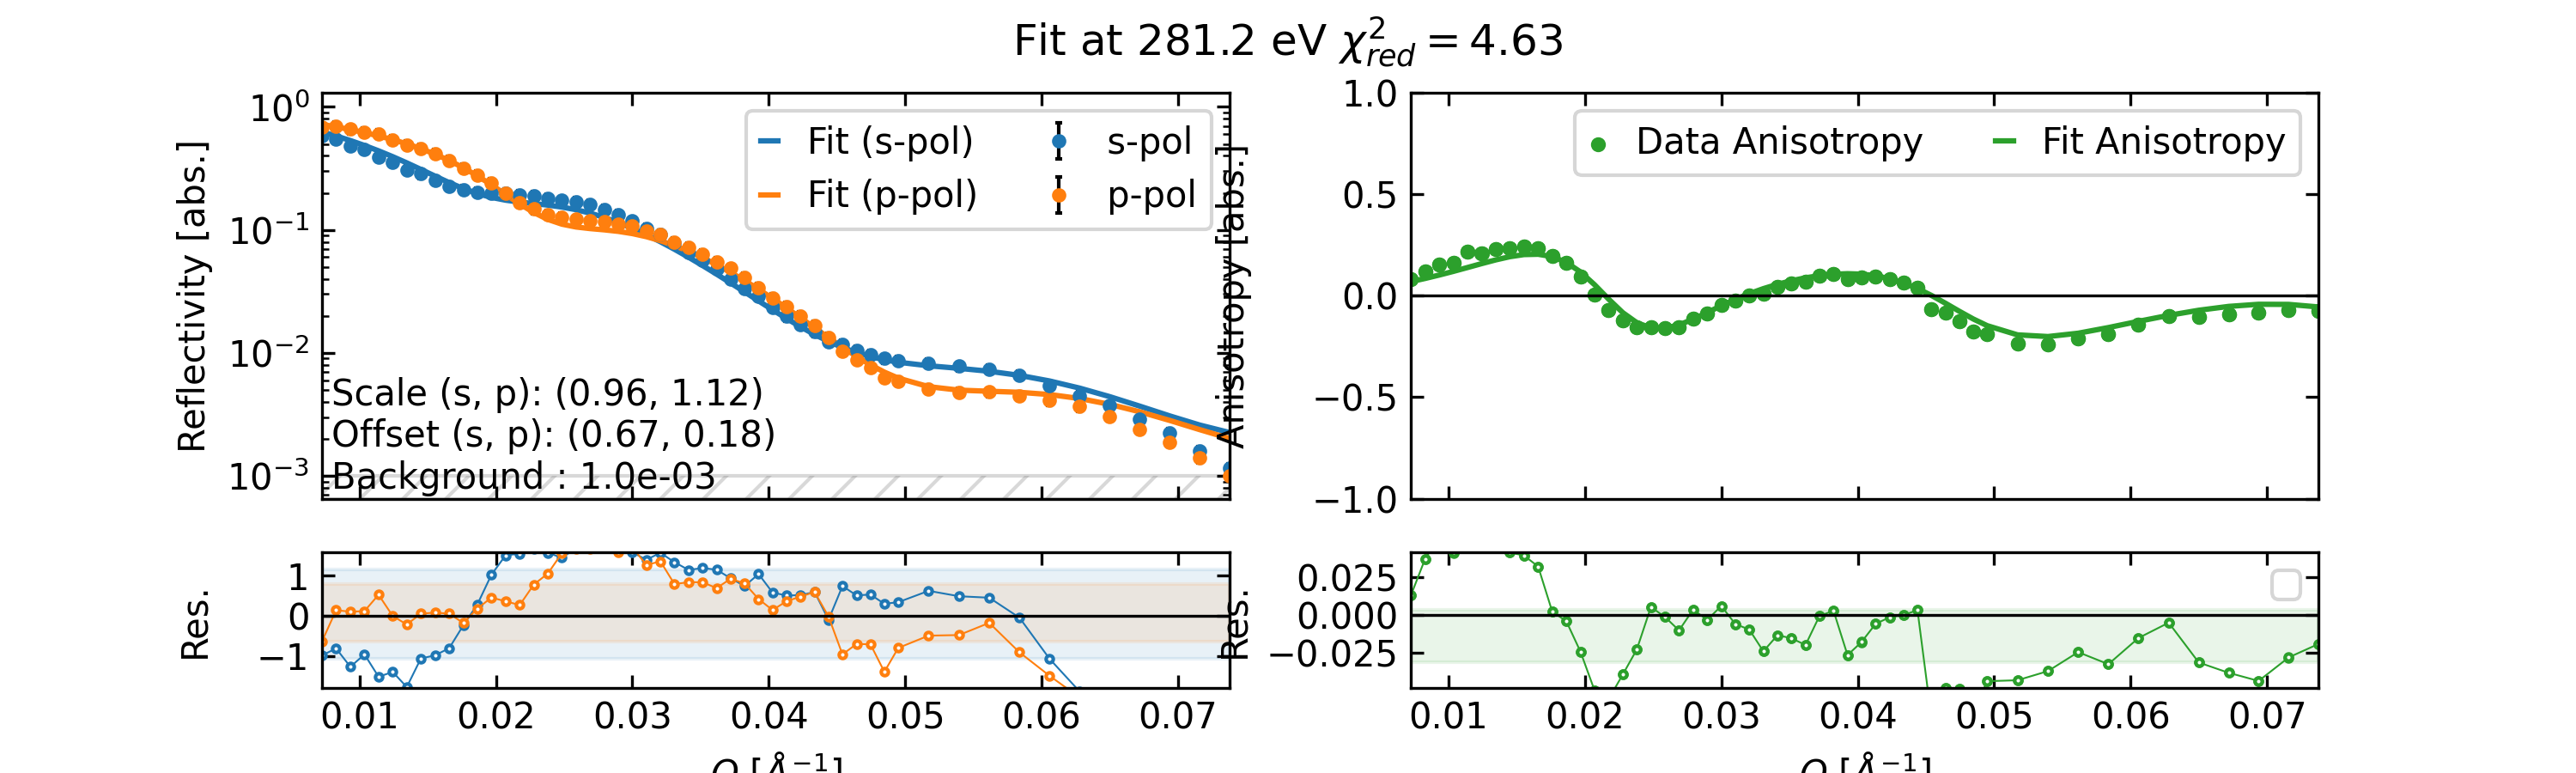 Fit at 281.2 eV χ²_red = 4.63
Reflectivity [abs.]
10⁰
10⁻¹
10⁻²
10⁻³
Fit (s-pol)
Fit (p-pol)
s-pol
p-pol
Scale (s, p): (0.96, 1.12)
Offset (s, p): (0.67, 0.18)
Background : 1.0e-03
Anisotropy [abs.]
1.0
0.5
0.0
−0.5
−1.0
Data Anisotropy
Fit Anisotropy
Res.
1
0
−1
0.01 0.02 0.03 0.04 0.05 0.06 0.07
Q [Å⁻¹]
Res.
0.025
0.000
−0.025
0.01 0.02 0.03 0.04 0.05 0.06 0.07
Q [Å⁻¹]